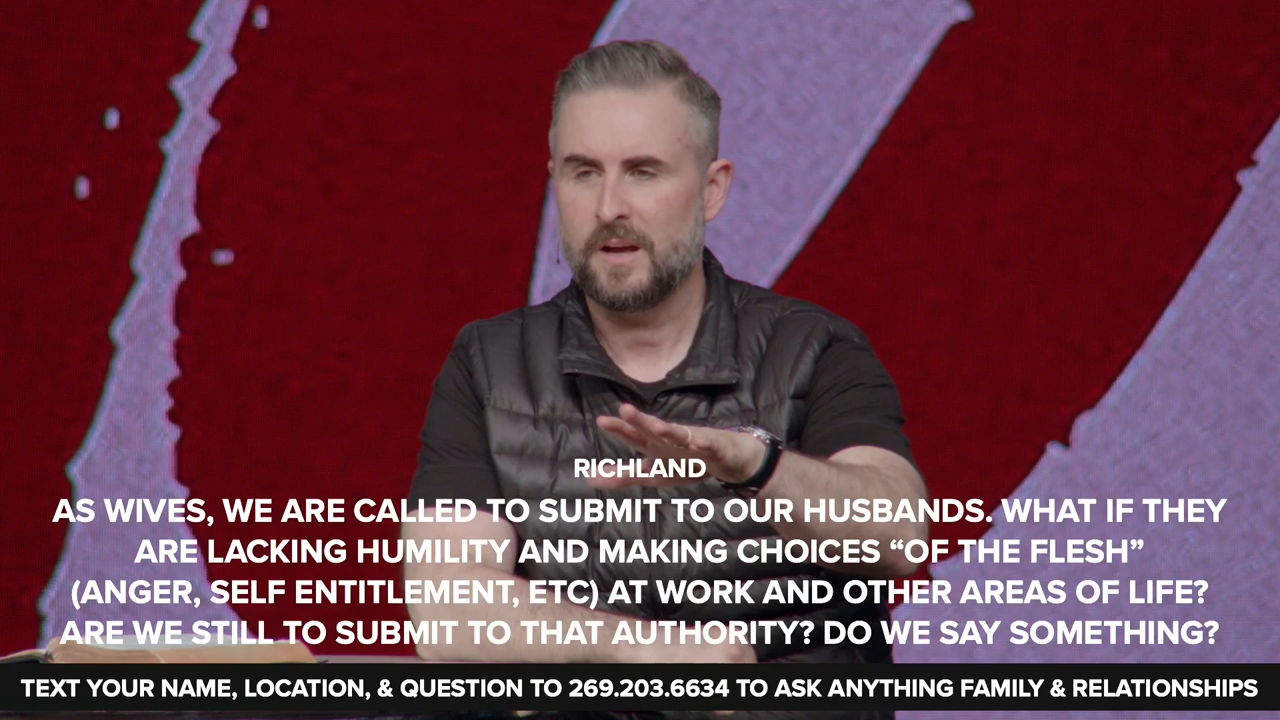 RICHLAND
AS WIVES, WE ARE CALLED TO SUBMIT TO OUR HUSBANDS. WHAT IF THEY
ARE LACKING HUMILITY AND MAKING CHOICES “OF THE FLESH”
(ANGER, SELF ENTITLEMENT, ETC) AT WORK AND OTHER AREAS OF LIFE?
ARE WE STILL TO SUBMIT TO THAT AUTHORITY? DO WE SAY SOMETHING?
TEXT YOUR NAME, LOCATION, & QUESTION TO 269.203.6634 TO ASK ANYTHING FAMILY & RELATIONSHIPS